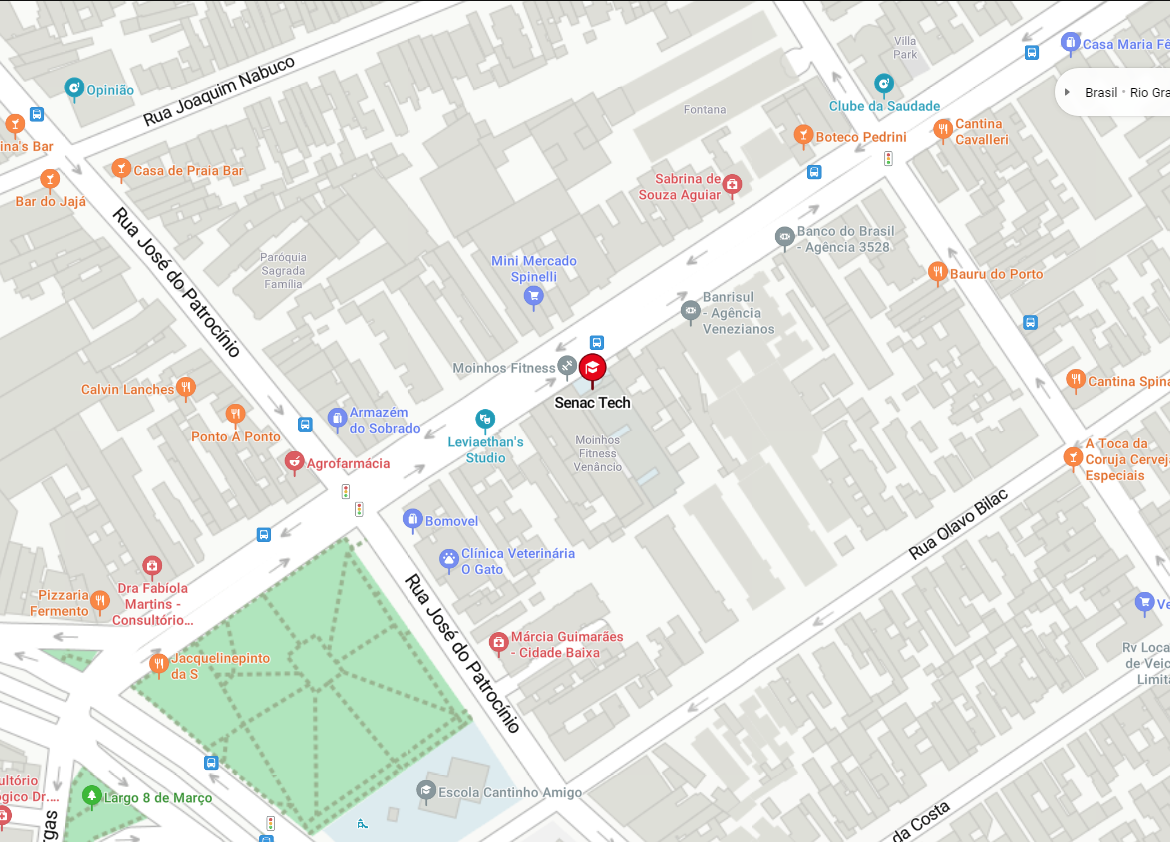 Villa
Park
Casa Maria Fê
Brasil • Rio Gra
Opinião
Rua Joaquim Nabuco
Clube da Saudade
Fontana
Boteco Pedrini
Cantina
Cavalleri
ina's Bar
Casa de Praia Bar
Bar do Jajá
Sabrina de
Souza Aguiar
Rua José do Patrocínio
Paróquia
Sagrada
Família
Mini Mercado
Spinelli
Banco do Brasil
- Agência 3528
Bauru do Porto
Banrisul
- Agência
Venezianos
Moinhos Fitness
Senac Tech
Calvin Lanches
Ponto A Ponto
Armazém
do Sobrado
Leviaethan's
Studio
Moinhos
Fitness
Venâncio
Cantina Spina
Agrofarmácia
A Toca da
Coruja Cerveja
Especiais
Rua Olavo Bilac
Bomovel
Clínica Veterinária
O Gato
Dra Fabíola
Martins -
Consultório...
Pizzaria
Fermento
Rua José do Patrocínio
Márcia Guimarães
- Cidade Baixa
Jacquelinepinto
da S
Ve
Rv Loca
de Veic
Limita
Escola Cantinho Amigo
ultório
ógico Dr....
Largo 8 de Março
rgas
da Costa